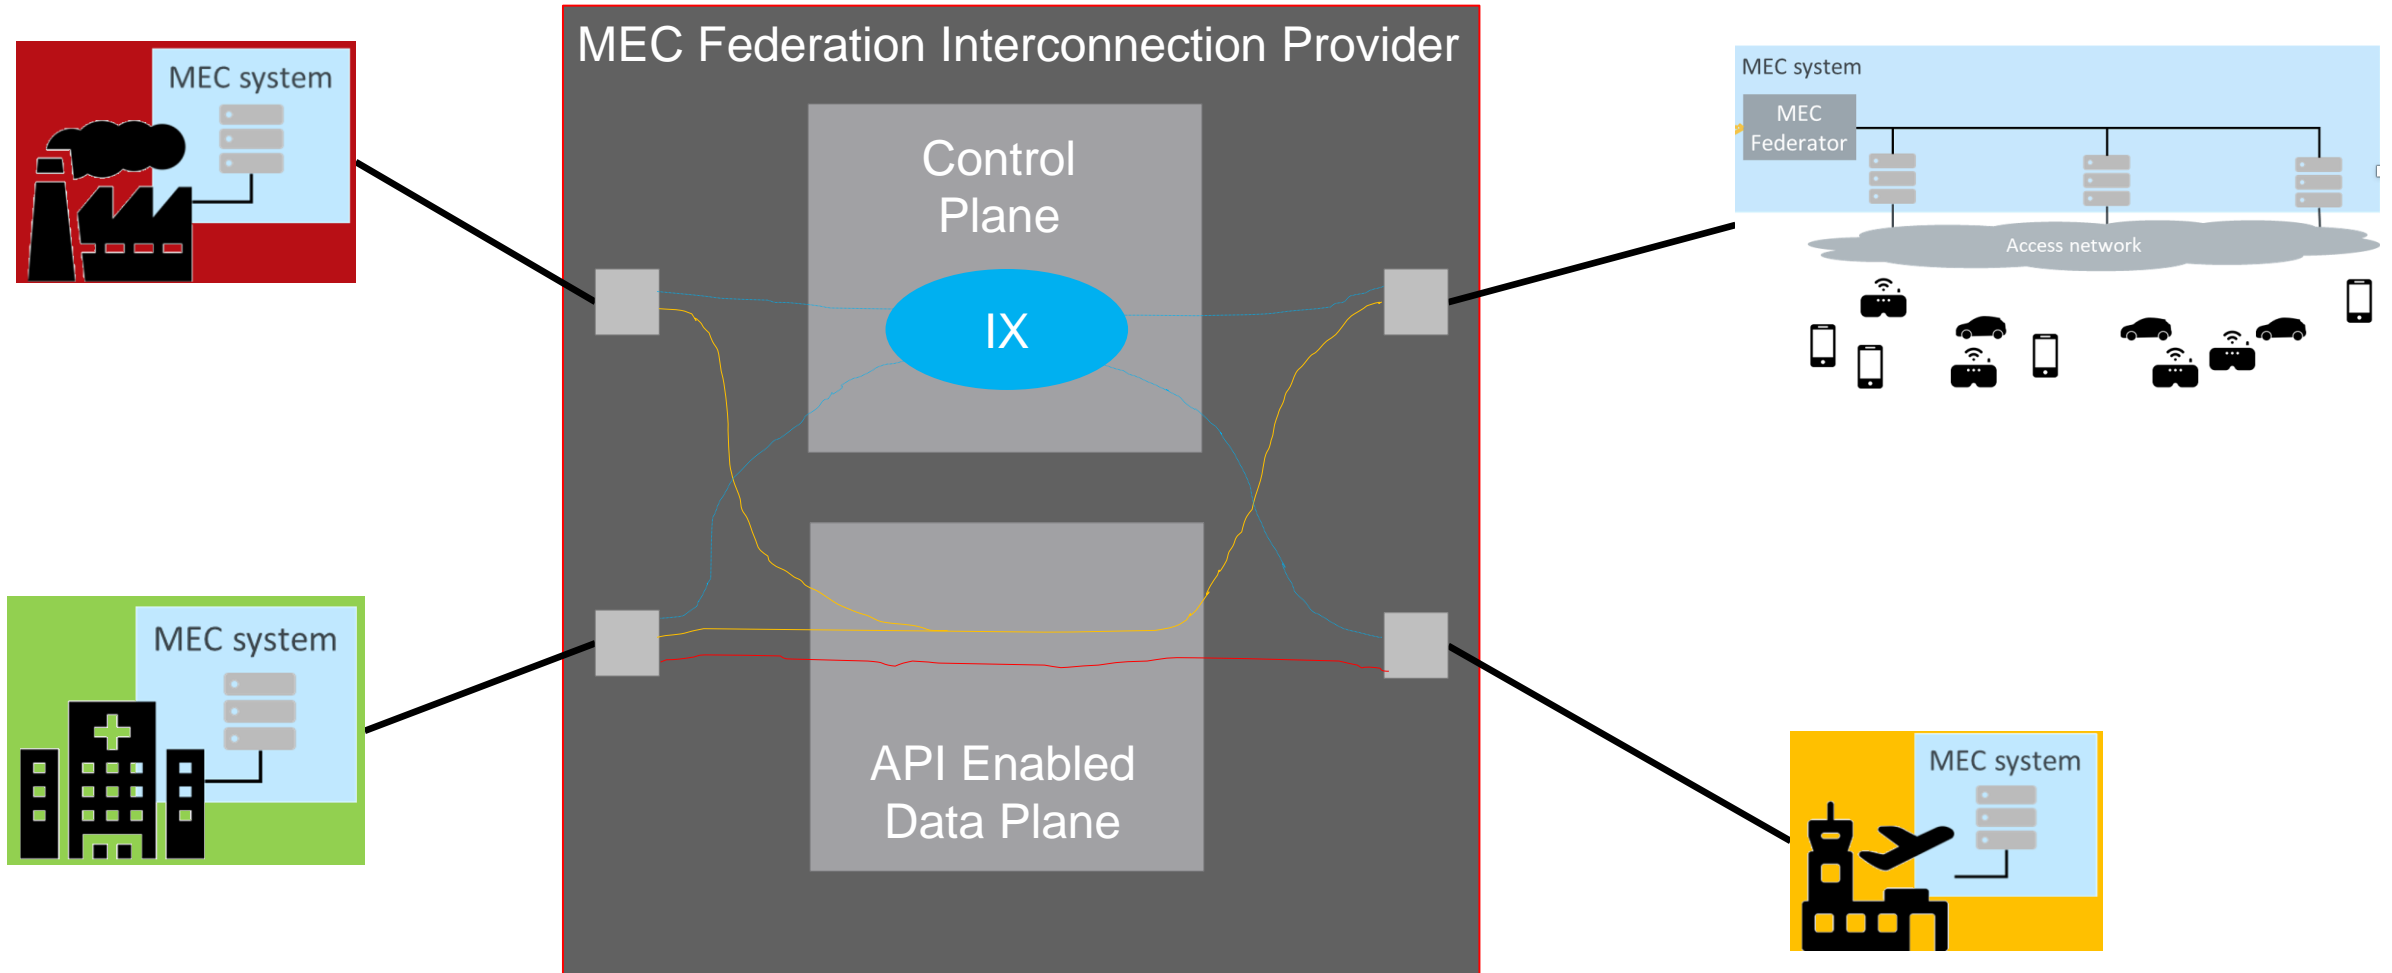 MEC Federation Interconnection Provider
MEC system
Control
Plane
IX
MEC system
MEC
Federator
Access network
MEC system
API Enabled
Data Plane
MEC system